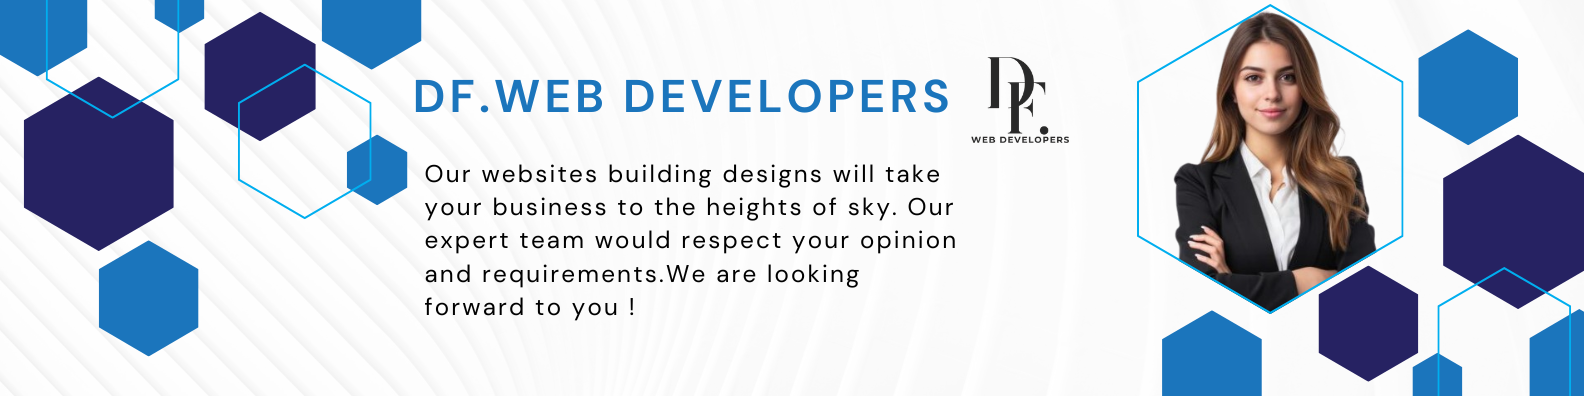 DF.WEB DEVELOPERS
DF.
WEB DEVELOPERS
Our websites building designs will take
your business to the heights of sky. Our
expert team would respect your opinion
and requirements.We are looking
forward to you !